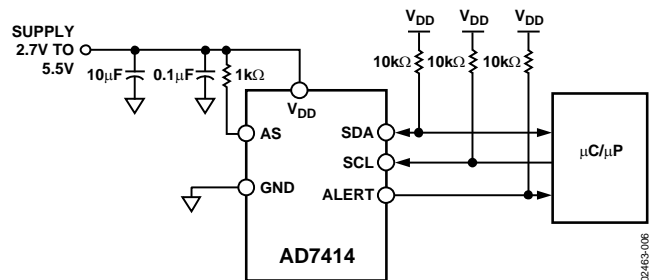 SUPPLY
2.7V TO
5.5V
10μF
0.1μF
1kΩ
VDD
VDD
VDD
VDD
10kΩ
10kΩ
10kΩ
AS
SDA
SCL
GND
ALERT
μC/μP
AD7414
02463-006